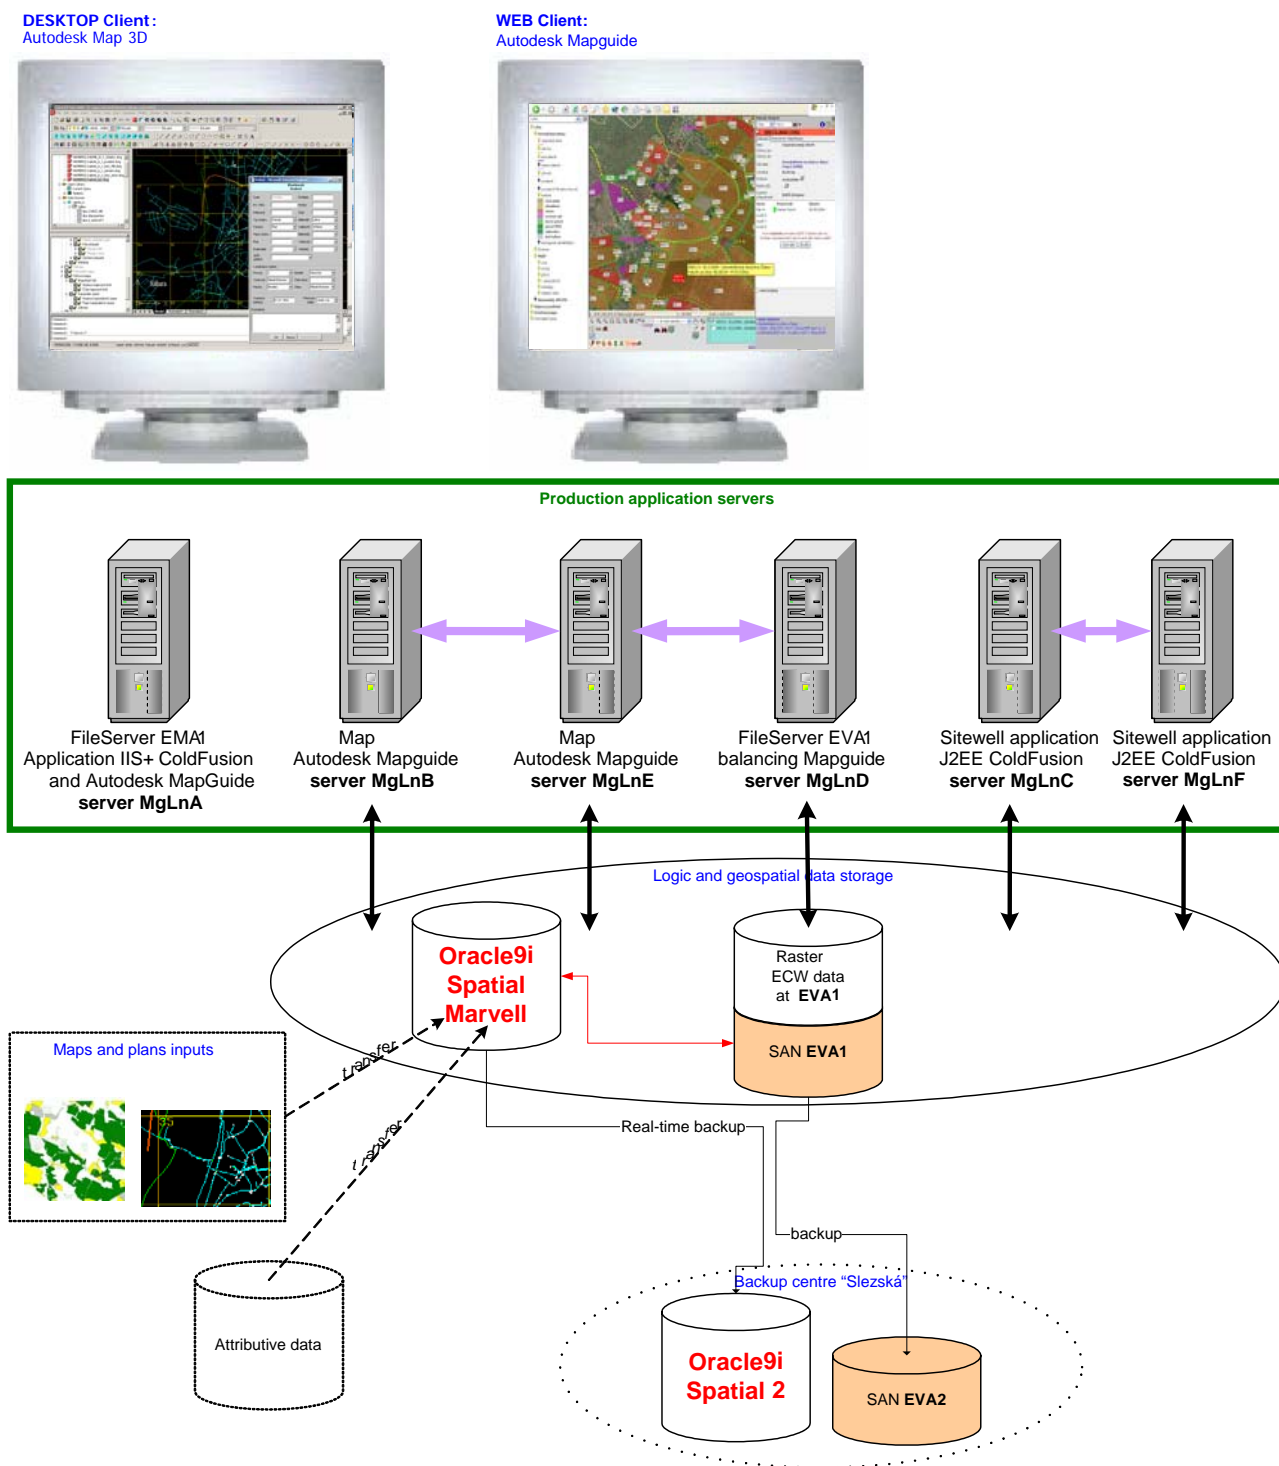 DESKTOP Client:
Autodesk Map 3D
WEB Client:
Autodesk Mapguide
Production application servers
FileServer EMA1
Application IIS+ ColdFusion
and Autodesk MapGuide
server MgLnA
Map
Autodesk Mapguide
server MgLnB
Map
Autodesk Mapguide
server MgLnE
FileServer EVA1
balancing Mapguide
server MgLnD
Sitewell application
J2EE ColdFusion
server MgLnC
Sitewell application
J2EE ColdFusion
server MgLnF
Logic and geospatial data storage
Oracle9i
Spatial
Marvell
Raster
ECW data
at EVA1
SAN EVA1
Maps and plans inputs
35
transfer
transfer
Real-time backup
backup
Attributive data
Backup centre “Slezská”
Oracle9i
Spatial 2
SAN EVA2